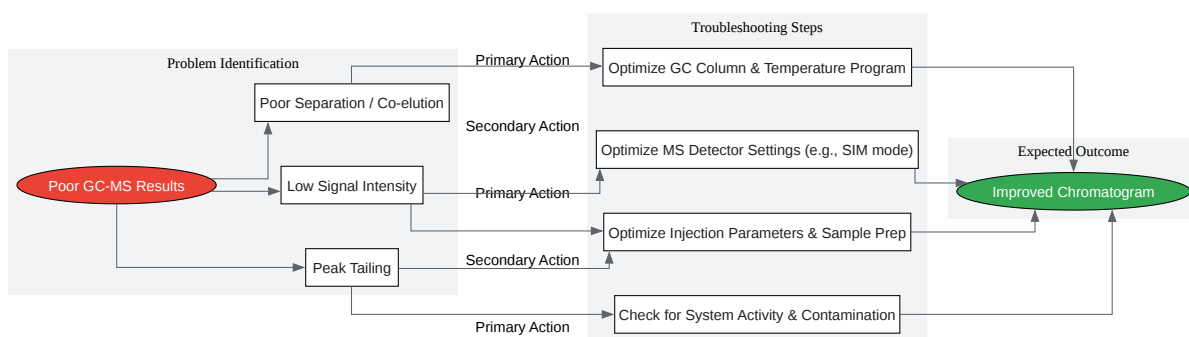 Troubleshooting Steps
Problem Identification
Primary Action
Optimize GC Column & Temperature Program
Poor Separation / Co-elution
Secondary Action
Optimize MS Detector Settings (e.g., SIM mode)
Expected Outcome
Poor GC-MS Results
Low Signal Intensity
Primary Action
Improved Chromatogram
Optimize Injection Parameters & Sample Prep
Secondary Action
Peak Tailing
Check for System Activity & Contamination
Primary Action